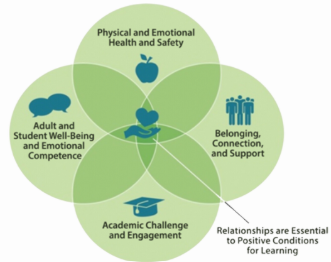 Physical and Emotional
Health and Safety
Adult and
Student Well-Being
and Emotional
Competence
Belonging,
Connection,
and Support
Academic Challenge
and Engagement
Relationships are Essential
to Positive Conditions
for Learning